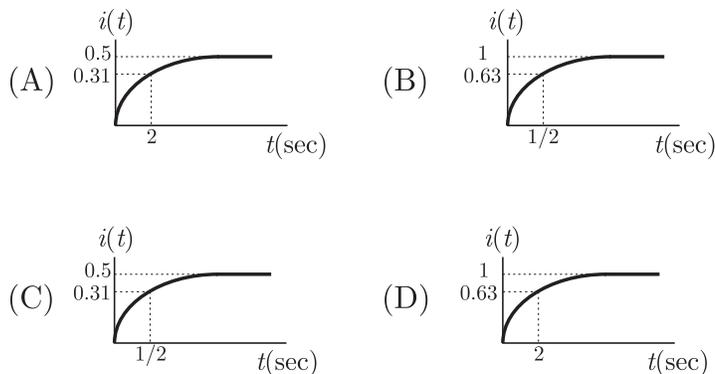 (A)
i(t)
0.5
0.31
2
t(sec)
(B)
i(t)
1
0.63
1/2
t(sec)
(C)
i(t)
0.5
0.31
1/2
t(sec)
(D)
i(t)
1
0.63
2
t(sec)